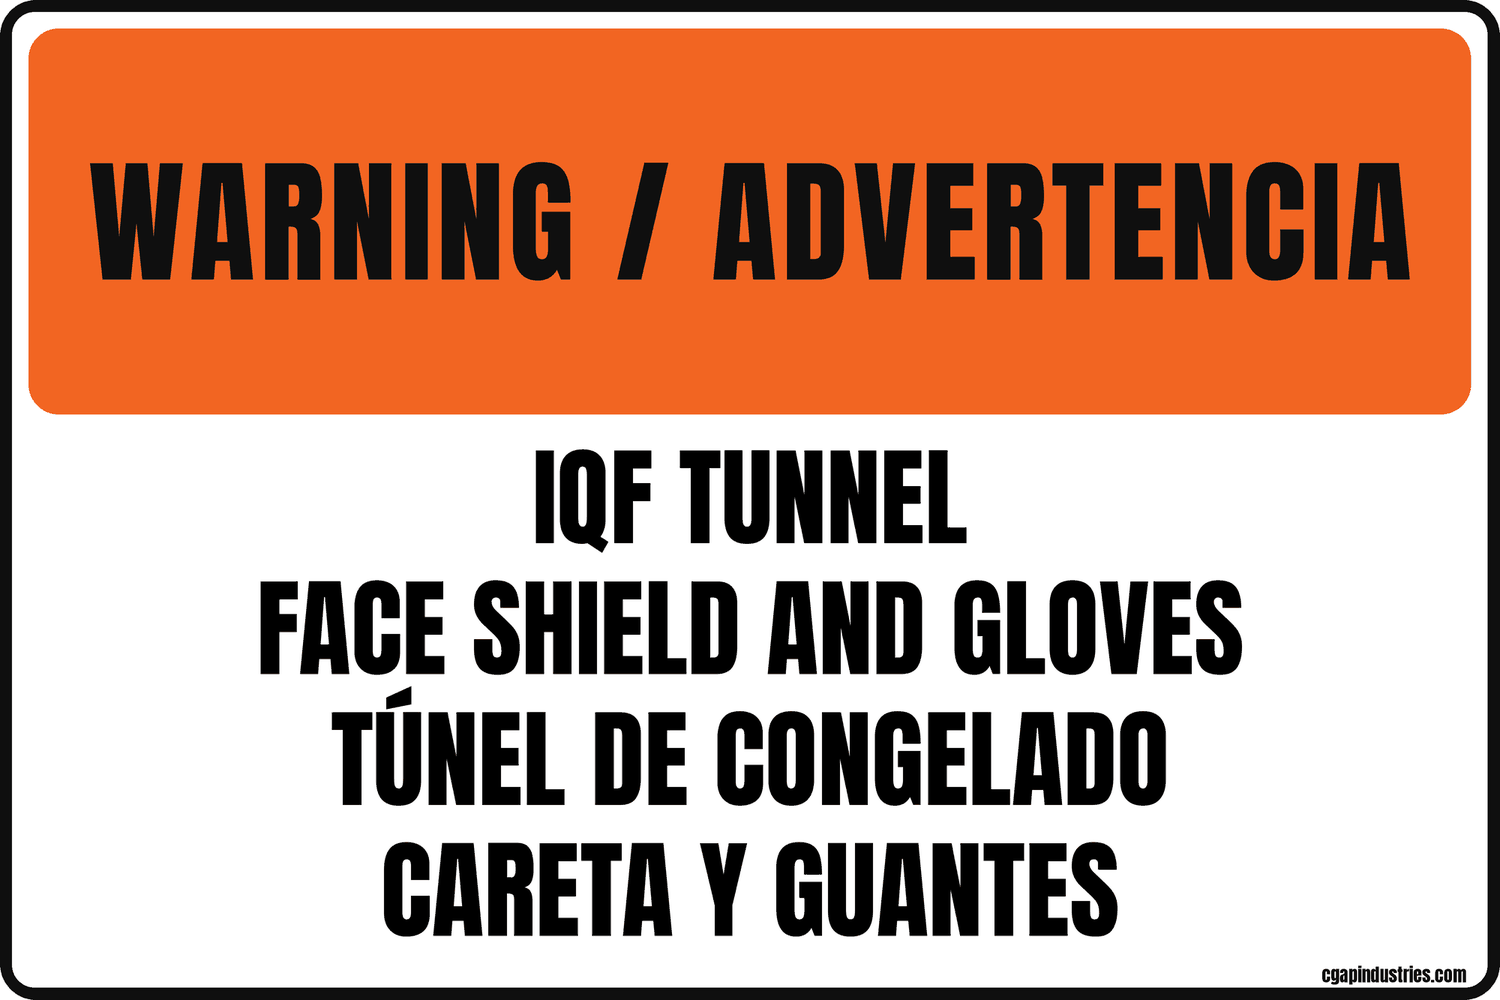 WARNING / ADVERTENCIA
IQF TUNNEL
FACE SHIELD AND GLOVES
TÚNEL DE CONGELADO
CARETA Y GUANTES
cgapindustries.com